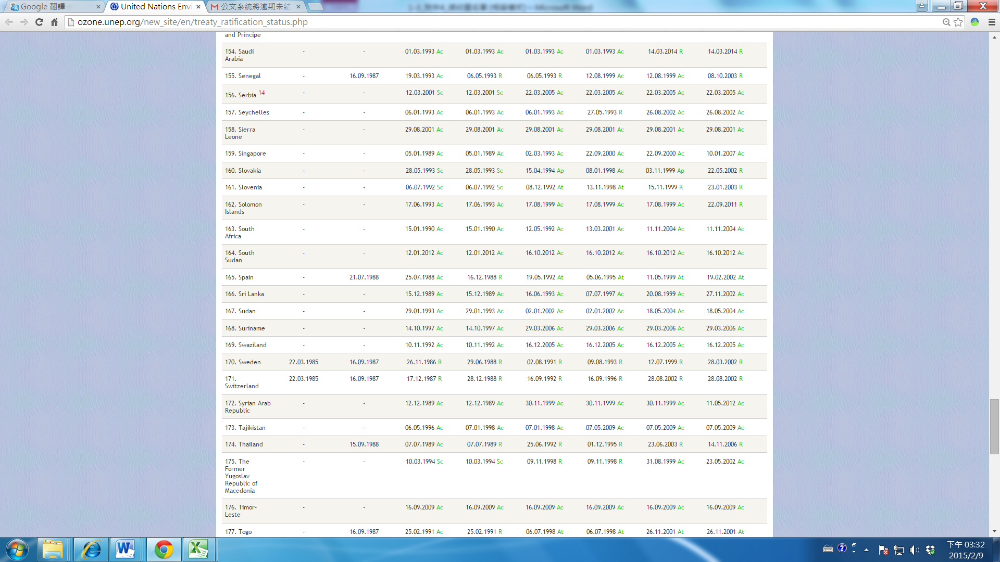 Google 翻譯
United Nations Envi
公文系統將逾期未結
ozone.unep.org/new_site/en/treaty_ratification_status.php
and Principe
154. Saudi Arabia - - 01.03.1993 Ac 01.03.1993 Ac 01.03.1993 Ac 01.03.1993 Ac 14.03.2014 R 14.03.2014 R
155. Senegal - 16.09.1987 19.03.1993 Ac 06.05.1993 R 06.05.1993 R 12.08.1999 Ac 12.08.1999 Ac 08.10.2003 R
156. Serbia 14 - - 12.03.2001 Sc 12.03.2001 Sc 22.03.2005 Ac 22.03.2005 Ac 22.03.2005 Ac 22.03.2005 Ac
157. Seychelles - - 06.01.1993 Ac 06.01.1993 Ac 06.01.1993 Ac 27.05.1993 R 26.08.2002 Ac 26.08.2002 Ac
158. Sierra Leone - - 29.08.2001 Ac 29.08.2001 Ac 29.08.2001 Ac 29.08.2001 Ac 29.08.2001 Ac 29.08.2001 Ac
159. Singapore - - 05.01.1989 Ac 05.01.1989 Ac 02.03.1993 Ac 22.09.2000 Ac 22.09.2000 Ac 10.01.2007 Ac
160. Slovakia - - 28.05.1993 Sc 28.05.1993 Sc 15.04.1994 Ap 08.01.1998 Ac 03.11.1999 Ap 22.05.2002 R
161. Slovenia - - 06.07.1992 Sc 06.07.1992 Sc 08.12.1992 At 13.11.1998 At 15.11.1999 R 23.01.2003 R
162. Solomon Islands - - 17.06.1993 Ac 17.06.1993 Ac 17.08.1999 Ac 17.08.1999 Ac 17.08.1999 Ac 22.09.2011 R
163. South Africa - - 15.01.1990 Ac 15.01.1990 Ac 12.05.1992 Ac 13.03.2001 Ac 11.11.2004 Ac 11.11.2004 Ac
164. South Sudan - - 12.01.2012 Ac 12.01.2012 Ac 16.10.2012 Ac 16.10.2012 Ac 16.10.2012 Ac 16.10.2012 Ac
165. Spain - 21.07.1988 25.07.1988 Ac 16.12.1988 R 19.05.1992 At 05.06.1995 At 11.05.1999 At 19.02.2002 At
166. Sri Lanka - - 15.12.1989 Ac 15.12.1989 Ac 16.06.1993 Ac 07.07.1997 Ac 20.08.1999 Ac 27.11.2002 Ac
167. Sudan - - 29.01.1993 Ac 29.01.1993 Ac 02.01.2002 Ac 02.01.2002 Ac 18.05.2004 Ac 18.05.2004 Ac
168. Suriname - - 14.10.1997 Ac 14.10.1997 Ac 29.03.2006 Ac 29.03.2006 Ac 29.03.2006 Ac 29.03.2006 Ac
169. Swaziland - - 10.11.1992 Ac 10.11.1992 Ac 16.12.2005 Ac 16.12.2005 Ac 16.12.2005 Ac 16.12.2005 Ac
170. Sweden 22.03.1985 16.09.1987 26.11.1986 R 29.06.1988 R 02.08.1991 R 09.08.1993 R 12.07.1999 R 28.03.2002 R
171. Switzerland 22.03.1985 16.09.1987 17.12.1987 R 28.12.1988 R 16.09.1992 R 16.09.1996 R 28.08.2002 R 28.08.2002 R
172. Syrian Arab Republic - - 12.12.1989 Ac 12.12.1989 Ac 30.11.1999 Ac 30.11.1999 Ac 30.11.1999 Ac 11.05.2012 Ac
173. Tajikistan - - 06.05.1996 Ac 07.01.1998 Ac 07.01.1998 Ac 07.05.2009 Ac 07.05.2009 Ac 07.05.2009 Ac
174. Thailand - 15.09.1988 07.07.1989 Ac 07.07.1989 R 25.06.1992 R 01.12.1995 R 23.06.2003 R 14.11.2006 R
175. The Former Yugoslav Republic of Macedonia - - 10.03.1994 Sc 10.03.1994 Sc 09.11.1998 R 09.11.1998 R 31.08.1999 Ac 23.05.2002 Ac
176. Timor-Leste - - 16.09.2009 Ac 16.09.2009 Ac 16.09.2009 Ac 16.09.2009 Ac 16.09.2009 Ac 16.09.2009 Ac
177. Togo - 16.09.1987 25.02.1991 Ac 25.02.1991 R 06.07.1998 At 06.07.1998 At 26.11.2001 At 26.11.2001 At
下午 03:32
2015/2/9